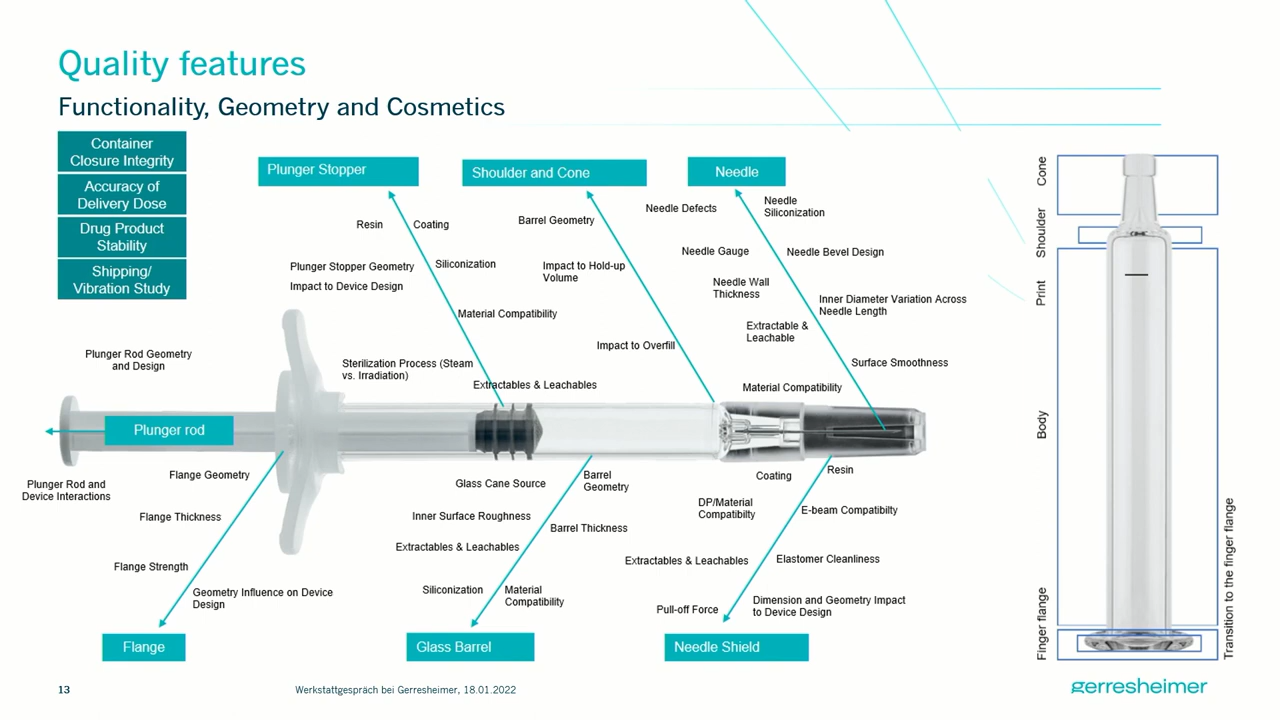 Quality features
Functionality, Geometry and Cosmetics
Container
Closure Integrity
Accuracy of
Delivery Dose
Drug Product
Stability
Shipping/
Vibration Study
Plunger Stopper
Resin
Coating
Plunger Stopper Geometry
Siliconization
Impact to Device Design
Material Compatibility
Sterilization Process (Steam
vs. Irradiation)
Extractables & Leachables
Shoulder and Cone
Barrel Geometry
Impact to Hold-up
Volume
Impact to Overfill
Needle
Needle Defects
Needle
Siliconization
Needle Gauge
Needle Bevel Design
Needle Wall
Thickness
Inner Diameter Variation Across
Needle Length
Extractable &
Leachable
Surface Smoothness
Material Compatibility
Plunger Rod Geometry
and Design
Plunger rod
Plunger Rod and
Device Interactions
Flange Geometry
Flange Thickness
Flange Strength
Geometry Influence on Device
Design
Flange
Glass Cane Source
Barrel
Geometry
Inner Surface Roughness
Barrel Thickness
Extractables & Leachables
Siliconization
Material
Compatibility
Glass Barrel
Coating
Resin
DP/Material
Compatibilty
E-beam Compatibilty
Extractables & Leachables
Elastomer Cleanliness
Pull-off Force
Dimension and Geometry Impact
to Device Design
Needle Shield
Cone
Shoulder
Print
Body
Finger flange
Transition to the finger flange
13
Werkstattgespräch bei Gerresheimer, 18.01.2022
gerresheimer